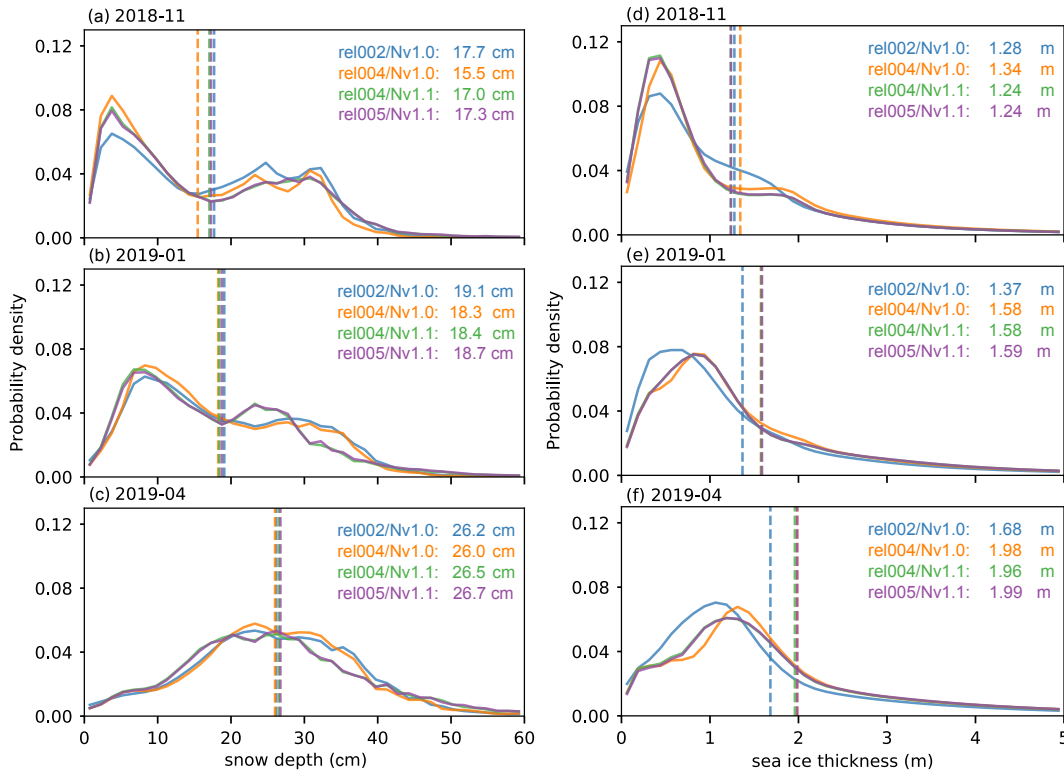 (a) 2018-11
rel002/Nv1.0: 17.7 cm
rel004/Nv1.0: 15.5 cm
rel004/Nv1.1: 17.0 cm
rel005/Nv1.1: 17.3 cm
0.12
0.08
0.04
0.00
(b) 2019-01
rel002/Nv1.0: 19.1 cm
rel004/Nv1.0: 18.3 cm
rel004/Nv1.1: 18.4 cm
rel005/Nv1.1: 18.7 cm
0.12
0.08
0.04
0.00
Probability density
(c) 2019-04
rel002/Nv1.0: 26.2 cm
rel004/Nv1.0: 26.0 cm
rel004/Nv1.1: 26.5 cm
rel005/Nv1.1: 26.7 cm
0.12
0.08
0.04
0.00
0 10 20 30 40 50 60
snow depth (cm)
(d) 2018-11
rel002/Nv1.0: 1.28 m
rel004/Nv1.0: 1.34 m
rel004/Nv1.1: 1.24 m
rel005/Nv1.1: 1.24 m
0.12
0.08
0.04
0.00
(e) 2019-01
rel002/Nv1.0: 1.37 m
rel004/Nv1.0: 1.58 m
rel004/Nv1.1: 1.58 m
rel005/Nv1.1: 1.59 m
0.12
0.08
0.04
0.00
Probability density
(f) 2019-04
rel002/Nv1.0: 1.68 m
rel004/Nv1.0: 1.98 m
rel004/Nv1.1: 1.96 m
rel005/Nv1.1: 1.99 m
0.12
0.08
0.04
0.00
0 1 2 3 4 5
sea ice thickness (m)